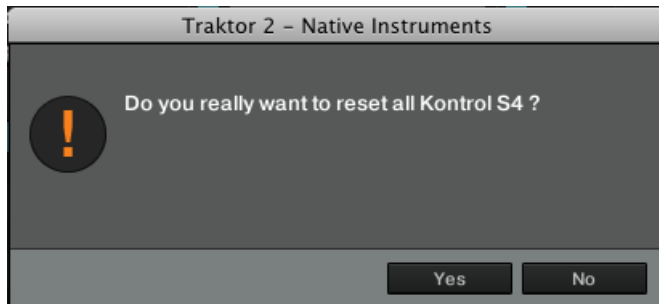 Traktor 2 – Native Instruments
Do you really want to reset all Kontrol S4 ?
!
Yes
No